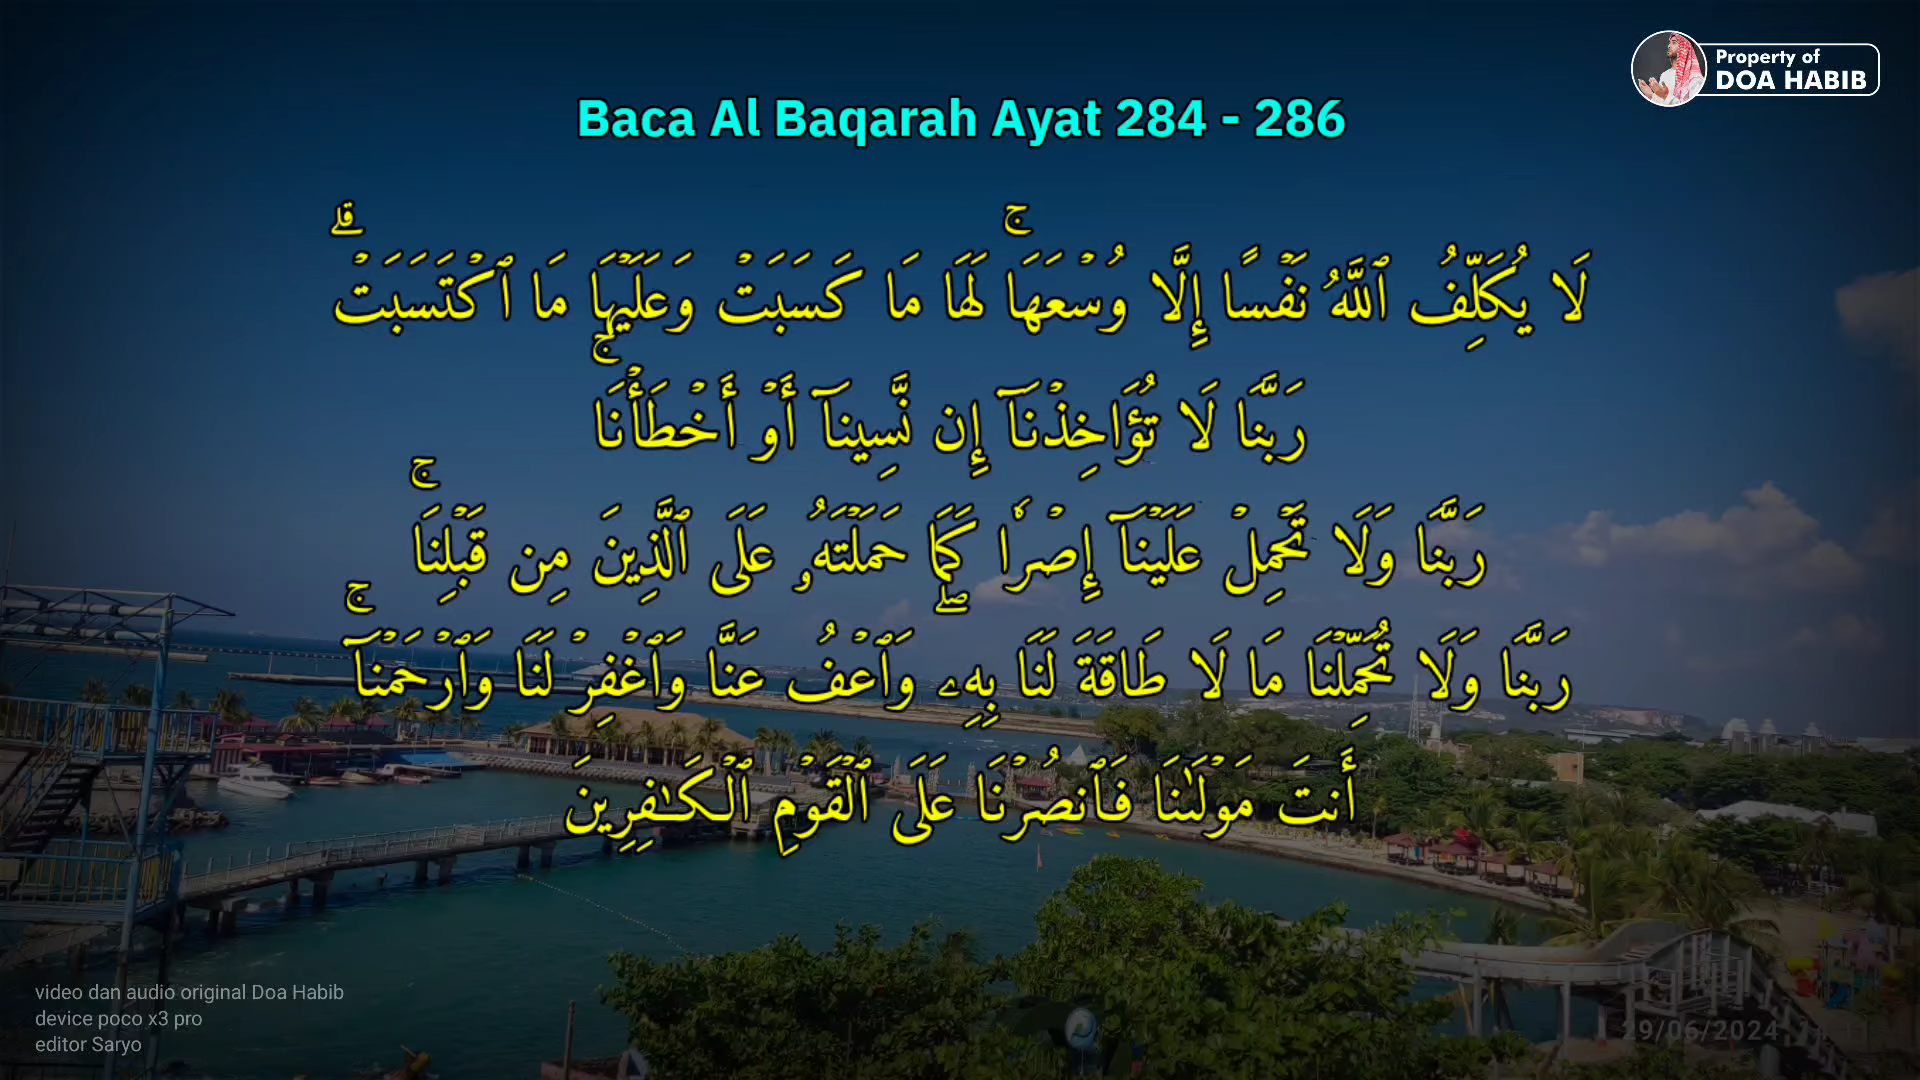 Property of
DOA HABIB
Baca Al Baqarah Ayat 284 - 286
لَا يُكَلِّفُ ٱللَّهُ نَفْسًا إِلَّا وُسْعَهَا ۚ لَهَا مَا كَسَبَتْ وَعَلَيْهَا مَا ٱكْتَسَبَتْ ۗ
رَبَّنَا لَا تُؤَاخِذْنَآ إِن نَّسِينَآ أَوْ أَخْطَأْنَا ۚ
رَبَّنَا وَلَا تَحْمِلْ عَلَيْنَآ إِصْرًا كَمَا حَمَلْتَهُۥ عَلَى ٱلَّذِينَ مِن قَبْلِنَا ۚ
رَبَّنَا وَلَا تُحَمِّلْنَا مَا لَا طَاقَةَ لَنَا بِهِۦ ۖ وَٱعْفُ عَنَّا وَٱغْفِرْ لَنَا وَٱرْحَمْنَآ ۚ
أَنتَ مَوْلَىٰنَا فَٱنصُرْنَا عَلَى ٱلْقَوْمِ ٱلْكَـٰفِرِينَ
video dan audio original Doa Habib
device poco x3 pro
editor Saryo
29/06/2024